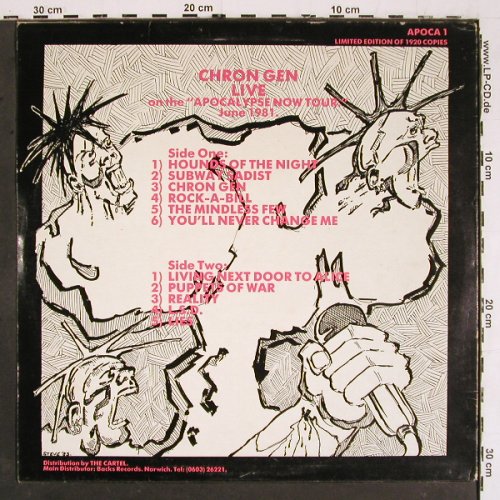 30 cm
20 cm
10 cm
www.LP-CD.de
APOCA 1
LIMITED EDITION OF 1920 COPIES
CHRON GEN
LIVE
on the "APOCALYPSE NOW TOUR"
June 1981.
Side One:
1) HOUNDS OF THE NIGHT
2) SUBWAY SADIST
3) CHRON GEN
4) ROCK-A-BILL
5) THE MINDLESS FEW
6) YOU'LL NEVER CHANGE ME
Side Two:
1) LIVING NEXT DOOR TO ALICE
2) PUPPETS OF WAR
3) REALITY
4) L.S.D.
5) LIES
10 cm
20 cm
30 cm
Distribution by THE CARTEL.
Main Distributor: Backs Records. Norwich. Tel: (0603) 26221,